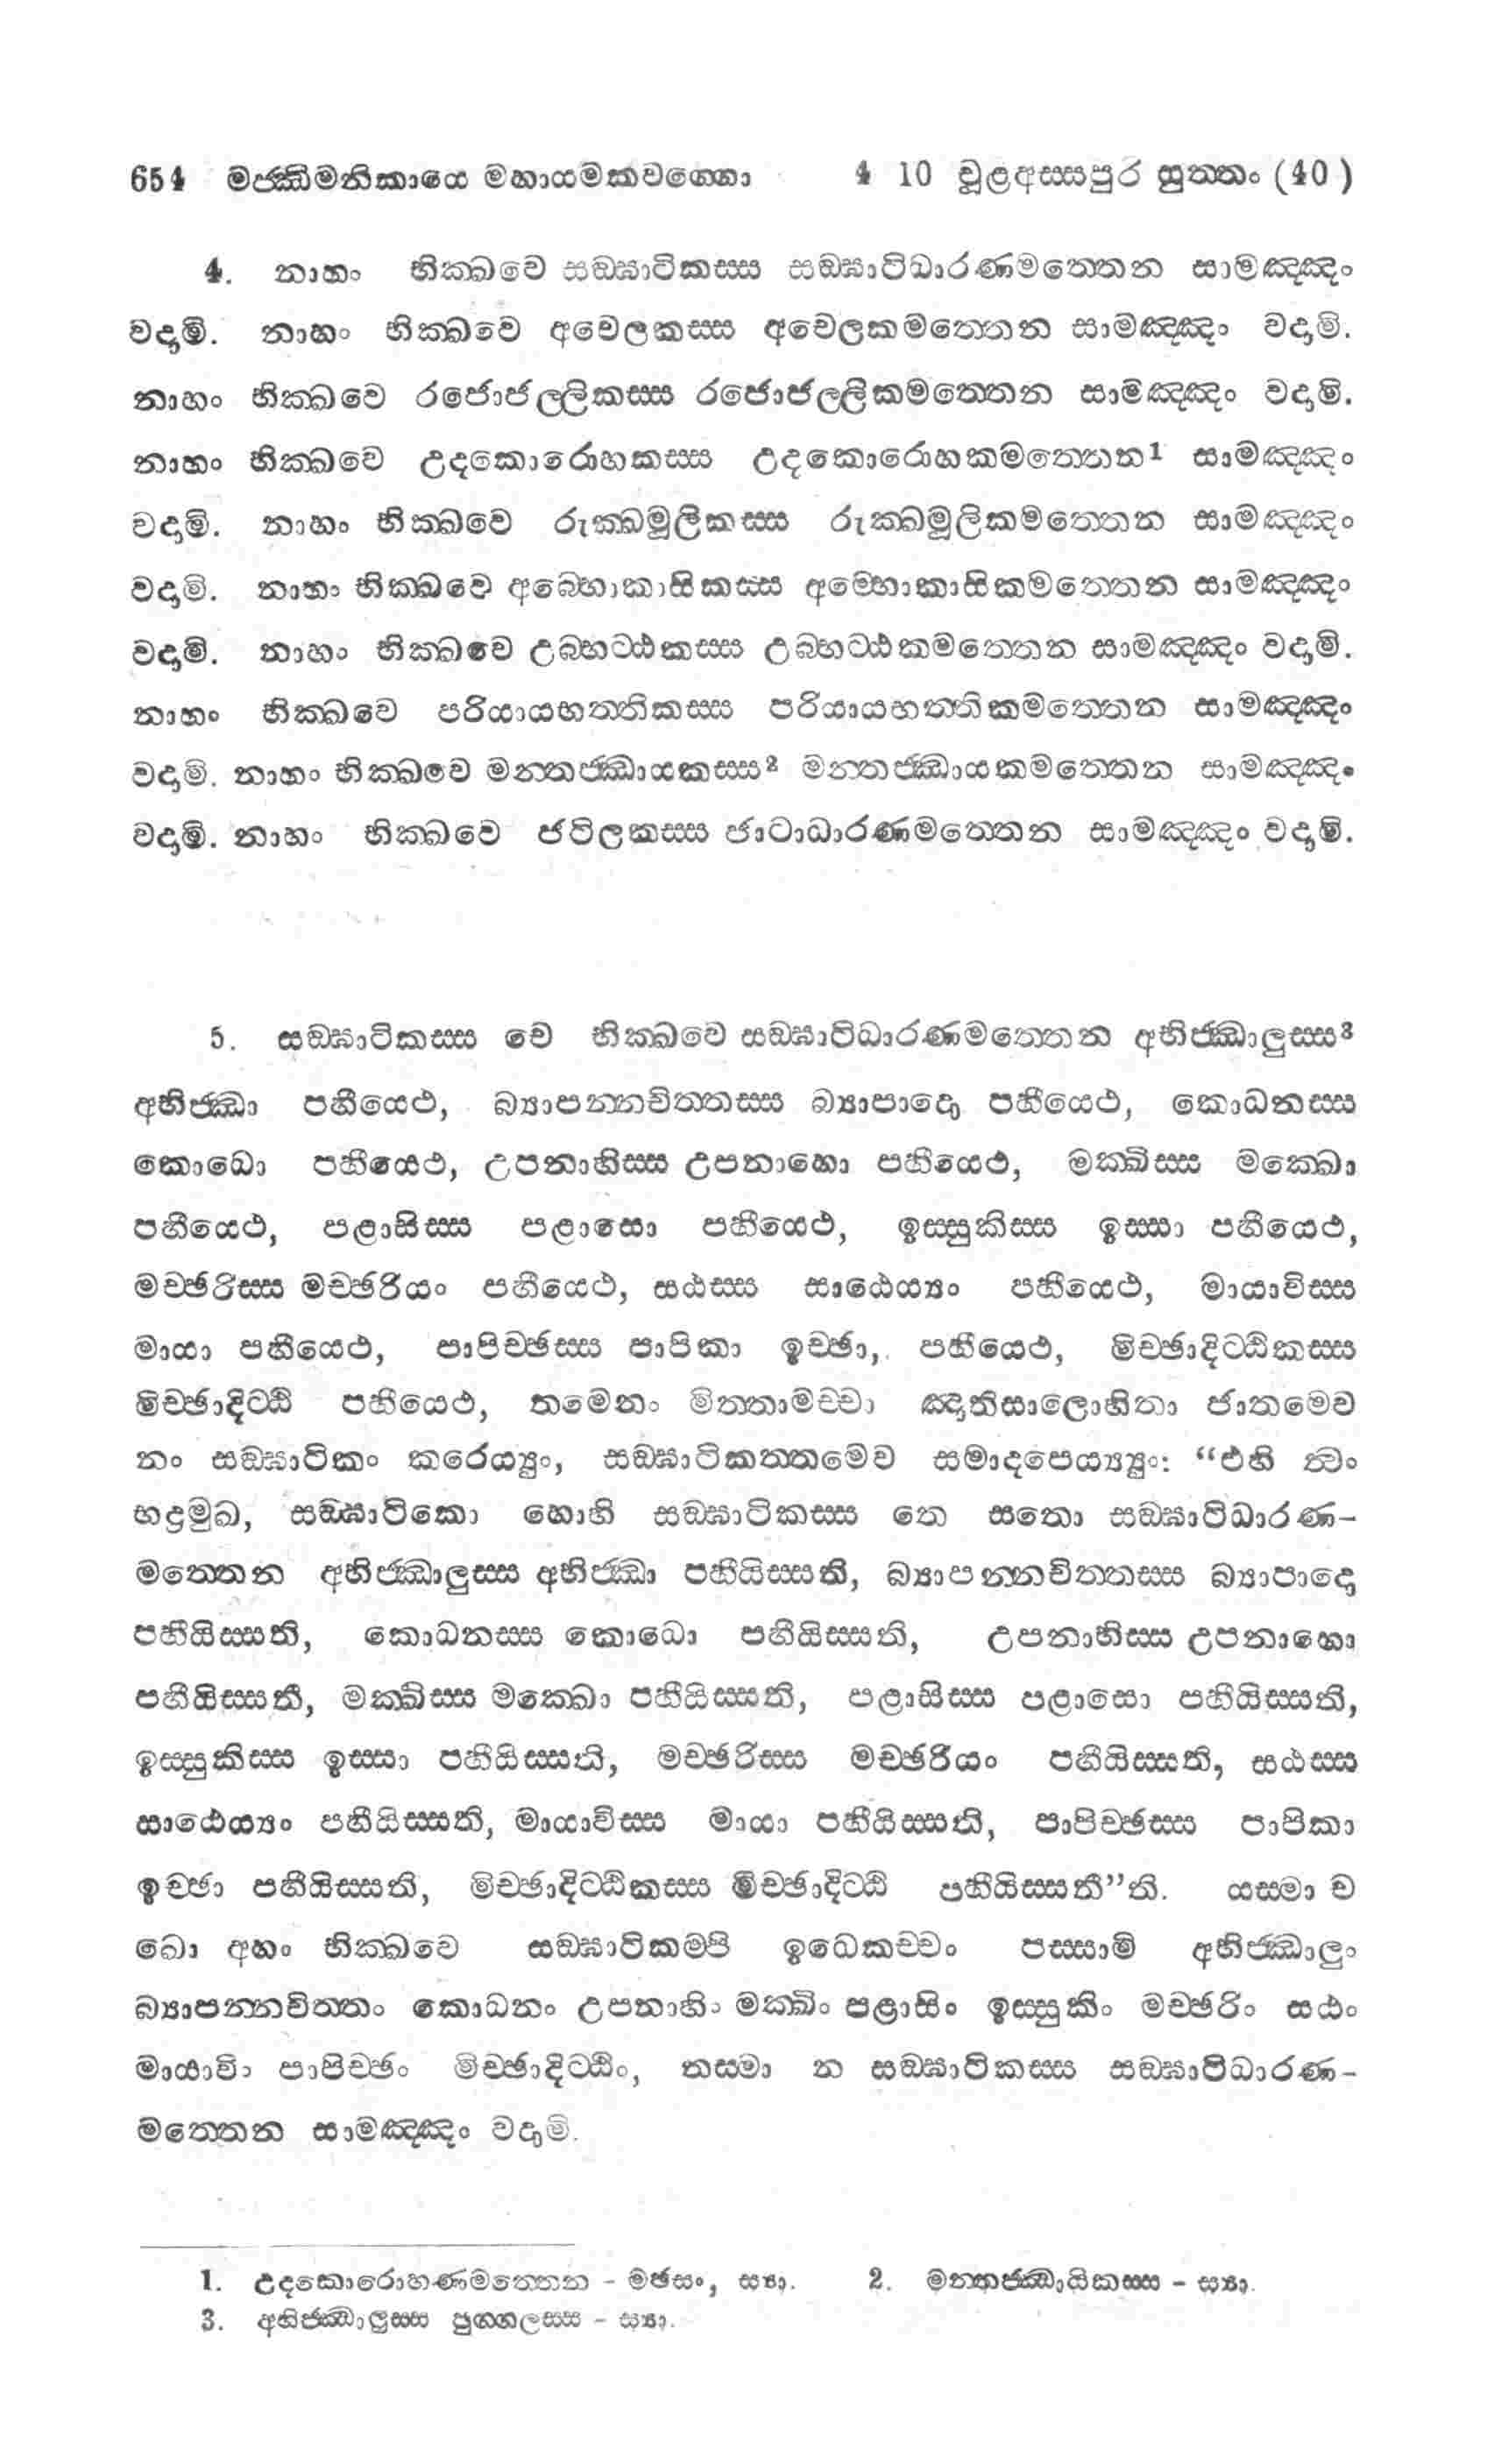 654 මජ්ඣිමනිකායෙ මහායමකවග්ගො 4 10 චූළඅස්සපුර සුත්තං (40)
4. නාහං භික්ඛවෙ සඞ්ඝාටිකස්ස සඞ්ඝාටිධාරණමත්තෙන සාමඤ්ඤං
වදාමි. නාහං භික්ඛවෙ අචෙලකස්ස අචෙලකමත්තෙන සාමඤ්ඤං වදාමි.
නාහං භික්ඛවෙ රජොජල්ලිකස්ස රජොජල්ලිකමත්තෙන සාමඤ්ඤං වදාමි.
නාහං භික්ඛවෙ උදකොරොහකස්ස උදකොරොහකමත්තෙන¹ සාමඤ්ඤං
වදාමි. නාහං භික්ඛවෙ රුක්ඛමූලිකස්ස රුක්ඛමූලිකමත්තෙන සාමඤ්ඤං
වදාමි. නාහං භික්ඛවෙ අබ්භොකාසිකස්ස අබ්භොකාසිකමත්තෙන සාමඤ්ඤං
වදාමි. නාහං භික්ඛවෙ උබ්භට්ඨකස්ස උබ්භට්ඨකමත්තෙන සාමඤ්ඤං වදාමි.
නාහං භික්ඛවෙ පරියායභත්තිකස්ස පරියායභත්තිකමත්තෙන සාමඤ්ඤං
වදාමි. නාහං භික්ඛවෙ මන්තජ්ඣායකස්ස² මන්තජ්ඣායකමත්තෙන සාමඤ්ඤං
වදාමි. නාහං භික්ඛවෙ ජටිලකස්ස ජාටාධාරණමත්තෙන සාමඤ්ඤං වදාමි.
5. සඞ්ඝාටිකස්ස චෙ භික්ඛවෙ සඞ්ඝාටිධාරණමත්තෙන අභිජ්ඣාලුස්ස³
අභිජ්ඣා පහීයෙථ, බ්‍යාපන්නචිත්තස්ස බ්‍යාපාදො පහීයෙථ, කොධනස්ස
කොධො පහීයෙථ, උපනාහිස්ස උපනාහො පහීයෙථ, මක්ඛිස්ස මක්ඛො
පහීයෙථ, පළාසිස්ස පළාසො පහීයෙථ, ඉස්සුකිස්ස ඉස්සා පහීයෙථ,
මච්ඡරිස්ස මච්ඡරියං පහීයෙථ, සඨස්ස සාඨෙය්‍යං පහීයෙථ, මායාවිස්ස
මායා පහීයෙථ, පාපිච්ඡස්ස පාපිකා ඉච්ඡා, පහීයෙථ, මිච්ඡාදිට්ඨිකස්ස
මිච්ඡාදිට්ඨි පහීයෙථ, තමෙනං මිත්තාමච්චා ඤාතිසාලොහිතා ජාතමෙව
නං සඞ්ඝාටිකං කරෙය්‍යුං, සඞ්ඝාටිකත්තමෙව සමාදපෙය්‍යුං: “එහි ත්වං
භද්‍රමුඛ, සඞ්ඝාටිකො හොහි සඞ්ඝාටිකස්ස තෙ සතො සඞ්ඝාටිධාරණ-
මත්තෙන අභිජ්ඣාලුස්ස අභිජ්ඣා පහීයිස්සති, බ්‍යාපන්නචිත්තස්ස බ්‍යාපාදො
පහීයිස්සති, කොධනස්ස කොධො පහීයිස්සති, උපනාහිස්ස උපනාහො
පහීයිස්සතී, මක්ඛිස්ස මක්ඛො පහීයිස්සති, පළාසිස්ස පළාසො පහීයිස්සති,
ඉස්සුකිස්ස ඉස්සා පහීයිස්සති, මච්ඡරිස්ස මච්ඡරියං පහීයිස්සති, සඨස්ස
සාඨෙය්‍යං පහීයිස්සති, මායාවිස්ස මායා පහීයිස්සති, පාපිච්ඡස්ස පාපිකා
ඉච්ඡා පහීයිස්සති, මිච්ඡාදිට්ඨිකස්ස මිච්ඡාදිට්ඨි පහීයිස්සතී”ති. යස්මා ච
ඛො අහං භික්ඛවෙ සඞ්ඝාටිකම්පි ඉධෙකච්චං පස්සාමි අභිජ්ඣාලුං
බ්‍යාපන්නචිත්තං කොධනං උපනාහිං මක්ඛිං පළාසිං ඉස්සුකිං මච්ඡරිං සඨං
මායාවිං පාපිච්ඡං මිච්ඡාදිට්ඨිං, තස්මා න සඞ්ඝාටිකස්ස සඞ්ඝාටිධාරණ-
මත්තෙන සාමඤ්ඤං වදාමි.
1. උදකොරොහණමත්තෙන - මඡසං, ස්‍යා. 2. මන්තජ්ඣායිකස්ස - ස්‍යා.
3. අභිජ්ඣාලුස්ස පුග්ගලස්ස - ස්‍යා.